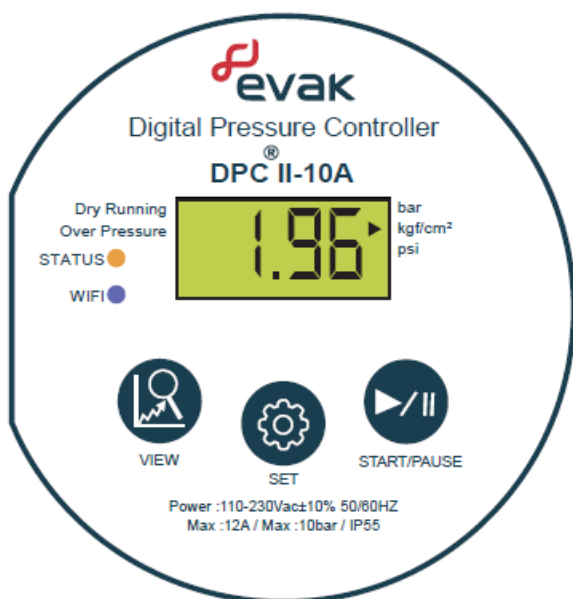 evak
Digital Pressure Controller
®
DPC II-10A
Dry Running
Over Pressure
STATUS
WIFI
1.96
bar
kgf/cm²
psi
VIEW
SET
START/PAUSE
Power :110-230Vac±10% 50/60HZ
Max :12A / Max :10bar / IP55